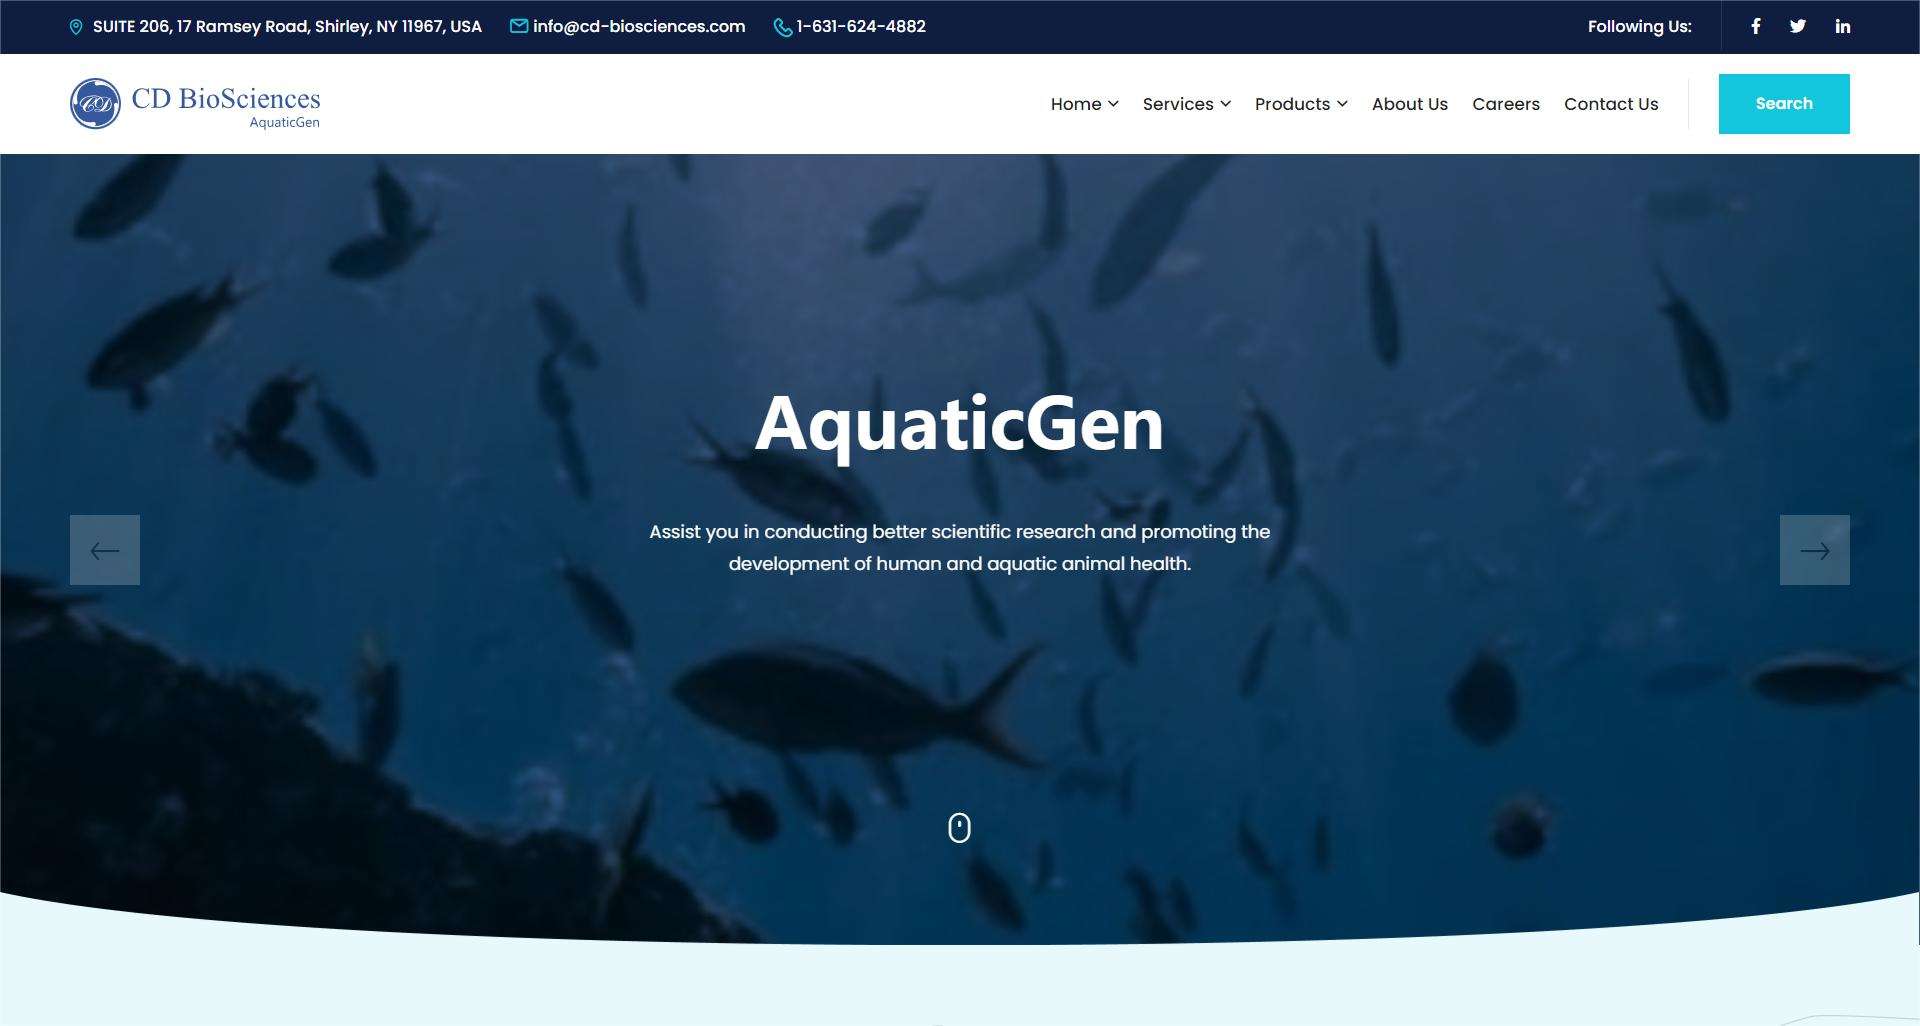 SUITE 206, 17 Ramsey Road, Shirley, NY 11967, USA
info@cd-biosciences.com
1-631-624-4882
Following Us:
CD
CD BioSciences
AquaticGen
Home
Services
Products
About Us
Careers
Contact Us
Search
AquaticGen
Assist you in conducting better scientific research and promoting the
development of human and aquatic animal health.